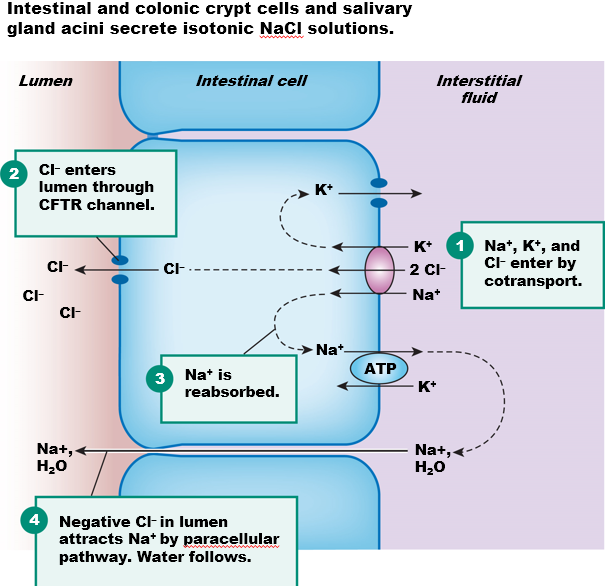 Intestinal and colonic crypt cells and salivary
gland acini secrete isotonic NaCl solutions.
Lumen
Intestinal cell
Interstitial
fluid
2
Cl⁻ enters
lumen through
CFTR channel.
K⁺
K⁺
1
Na⁺, K⁺, and
Cl⁻ enter by
cotransport.
Cl⁻
Cl⁻
2 Cl⁻
Cl⁻
Cl⁻
Na⁺
3
Na⁺ is
reabsorbed.
Na⁺
ATP
K⁺
Na+,
H₂O
Na+,
H₂O
4
Negative Cl⁻ in lumen
attracts Na⁺ by paracellular
pathway. Water follows.